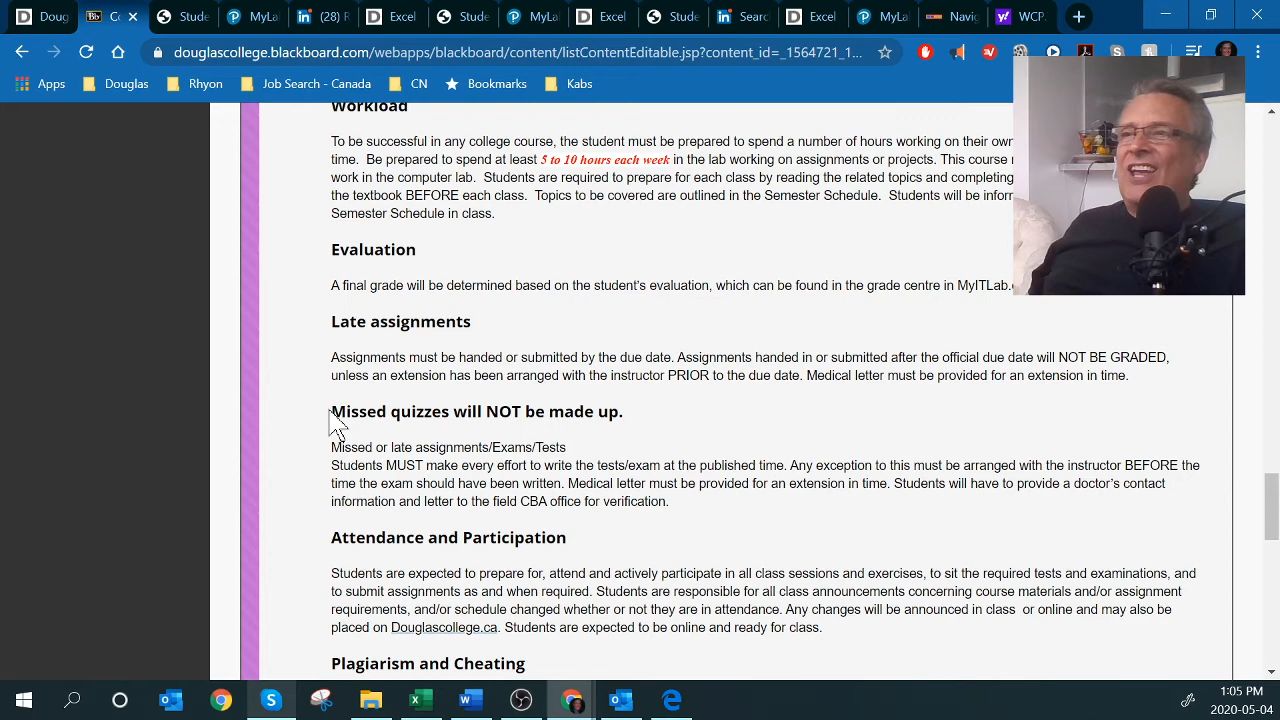 Doug
Bb Co
Stude
MyLa
(28) R
Excel
Stude
MyLa
Excel
Stude
Searc
Excel
MyLa
Navig
WCP.
douglascollege.blackboard.com/webapps/blackboard/content/listContentEditable.jsp?content_id=_1564721_1...
Apps
Douglas
Rhyon
Job Search - Canada
CN
Bookmarks
Kabs
Workload
To be successful in any college course, the student must be prepared to spend a number of hours working on their own
time. Be prepared to spend at least 5 to 10 hours each week in the lab working on assignments or projects. This course
work in the computer lab. Students are required to prepare for each class by reading the related topics and completing
the textbook BEFORE each class. Topics to be covered are outlined in the Semester Schedule. Students will be infor
Semester Schedule in class.
Evaluation
A final grade will be determined based on the student's evaluation, which can be found in the grade centre in MyITLab.
Late assignments
Assignments must be handed or submitted by the due date. Assignments handed in or submitted after the official due date will NOT BE GRADED,
unless an extension has been arranged with the instructor PRIOR to the due date. Medical letter must be provided for an extension in time.
Missed quizzes will NOT be made up.
Missed or late assignments/Exams/Tests
Students MUST make every effort to write the tests/exam at the published time. Any exception to this must be arranged with the instructor BEFORE the
time the exam should have been written. Medical letter must be provided for an extension in time. Students will have to provide a doctor's contact
information and letter to the field CBA office for verification.
Attendance and Participation
Students are expected to prepare for, attend and actively participate in all class sessions and exercises, to sit the required tests and examinations, and
to submit assignments as and when required. Students are responsible for all class announcements concerning course materials and/or assignment
requirements, and/or schedule changed whether or not they are in attendance. Any changes will be announced in class or online and may also be
placed on Douglascollege.ca. Students are expected to be online and ready for class.
Plagiarism and Cheating
1:05 PM
2020-05-04